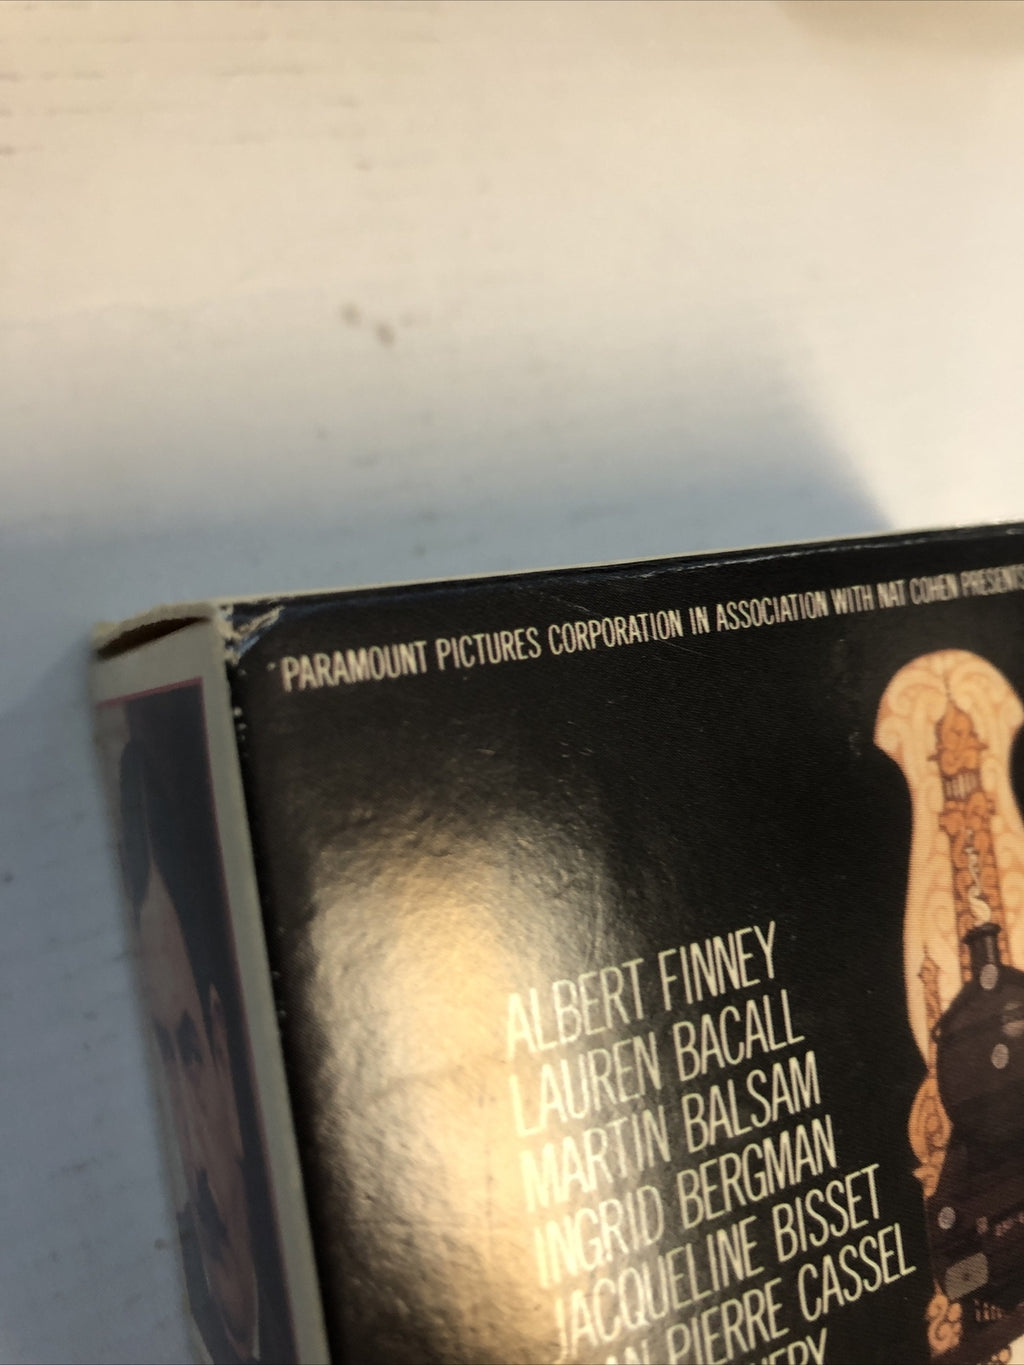 PARAMOUNT PICTURES CORPORATION IN ASSOCIATION WITH NAT COHEN PRESENTS
ALBERT FINNEY
LAUREN BACALL
MARTIN BALSAM
INGRID BERGMAN
JACQUELINE BISSET
PIERRE CASSEL